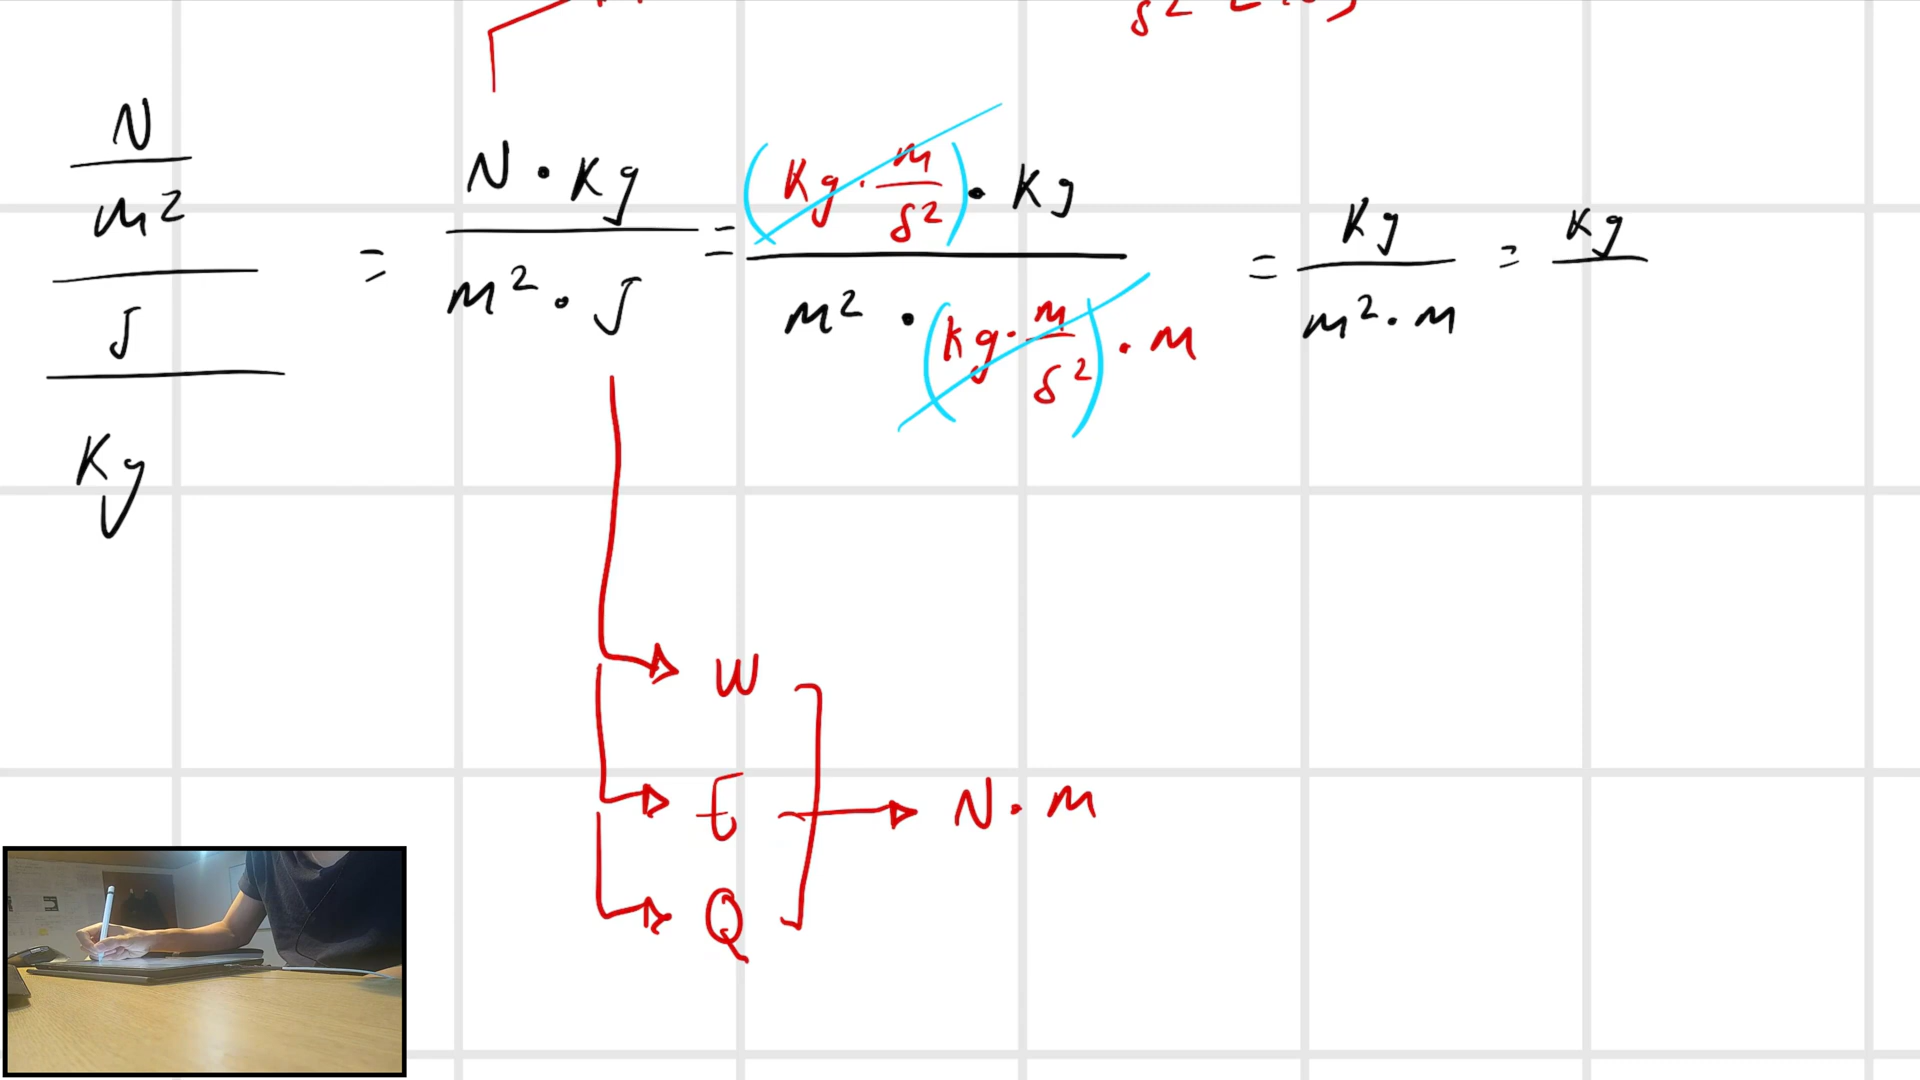 N/m² / J / Kg = N · Kg / m² · J = (Kg · m/s²) · Kg / m² · (kg · m/s²) · m = Kg / m² · m = Kg
W
E
Q
N · m